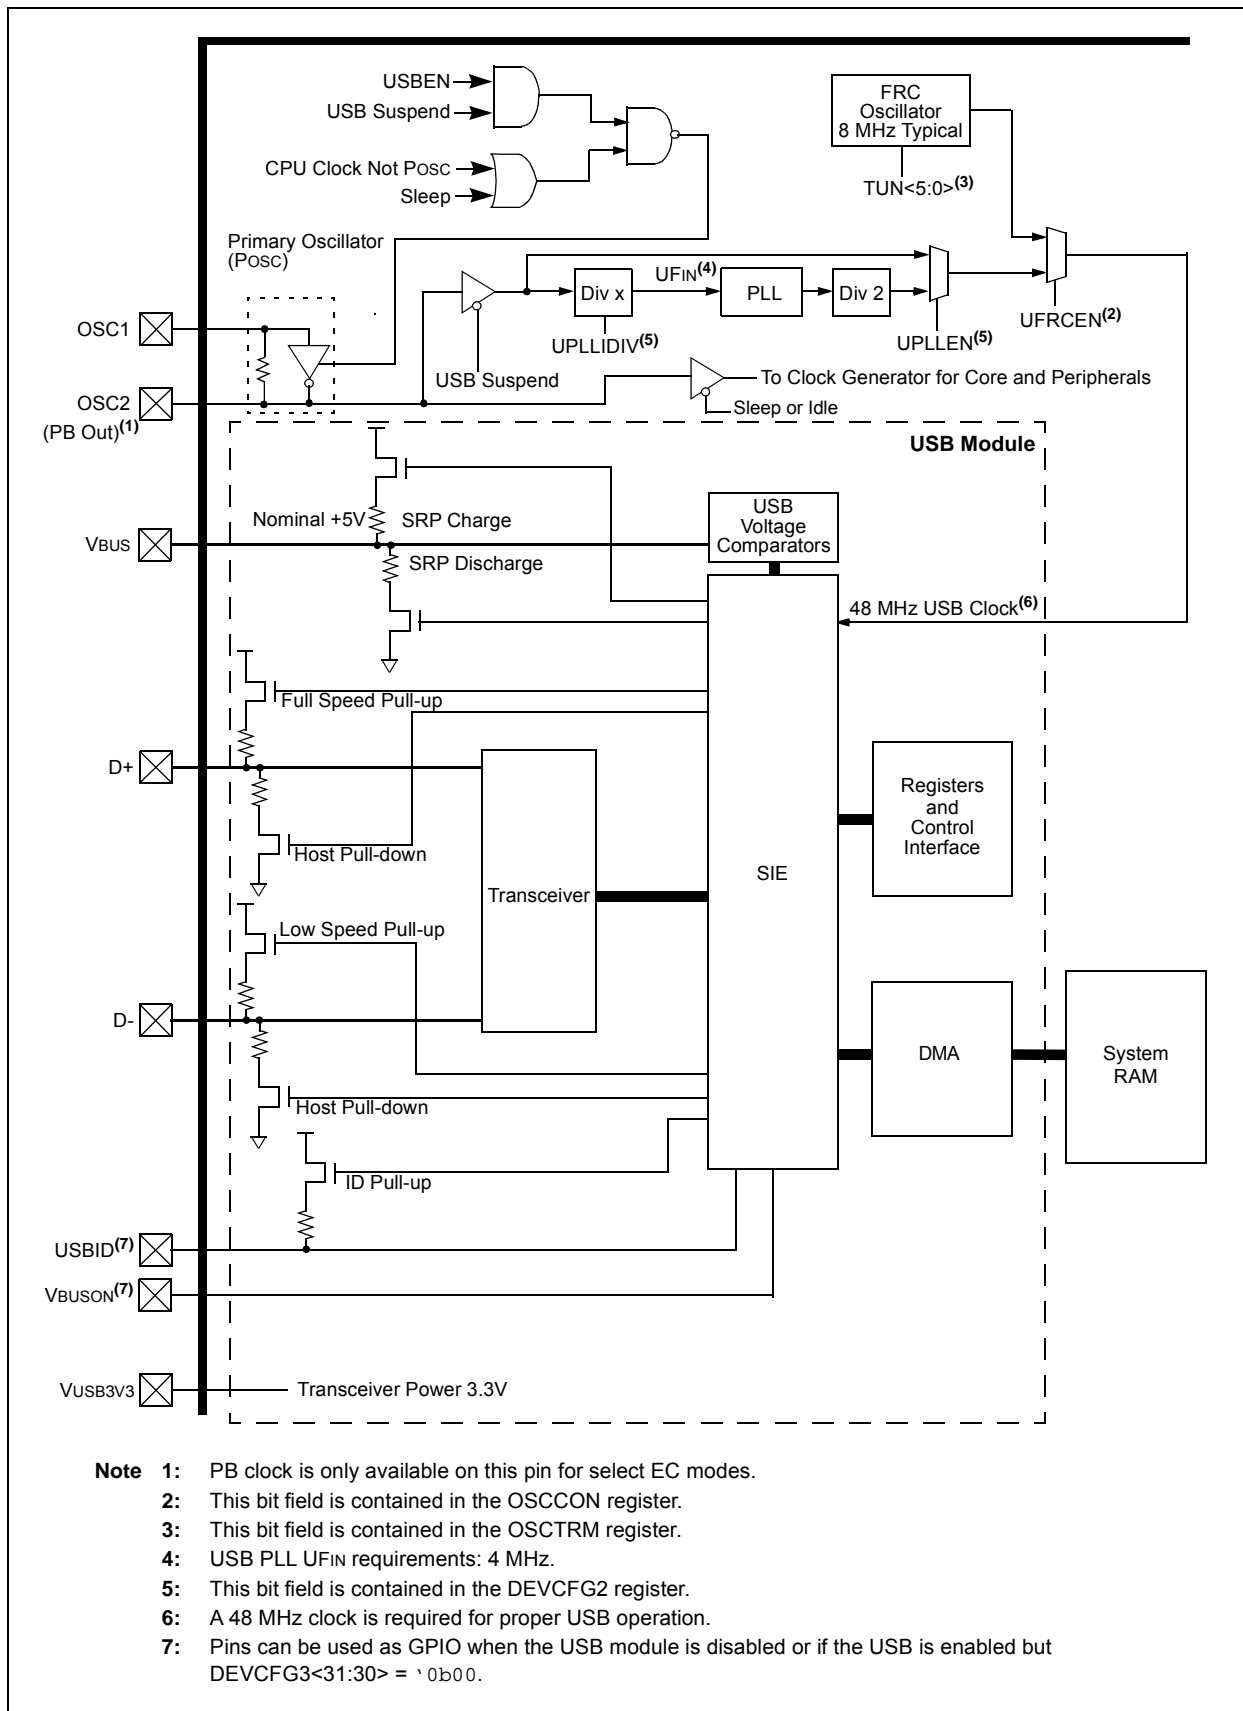 USBEN
USB Suspend
CPU Clock Not POSC
Sleep
FRC
Oscillator
8 MHz Typical
TUN<5:0>(3)
Primary Oscillator
(POSC)
UFIN(4)
Div x
PLL
Div 2
UFRCEN(2)
OSC1
UPLLIDIV(5)
UPLLEN(5)
USB Suspend
To Clock Generator for Core and Peripherals
OSC2
(PB Out)(1)
Sleep or Idle
USB Module
USB
Voltage
Comparators
Nominal +5V
SRP Charge
VBUS
SRP Discharge
48 MHz USB Clock(6)
Full Speed Pull-up
D+
Registers
and
Control
Interface
Host Pull-down
SIE
Transceiver
Low Speed Pull-up
D-
DMA
System
RAM
Host Pull-down
ID Pull-up
USBID(7)
VBUSON(7)
VUSB3V3
Transceiver Power 3.3V
Note 1: PB clock is only available on this pin for select EC modes.
2: This bit field is contained in the OSCCON register.
3: This bit field is contained in the OSCTRM register.
4: USB PLL UFIN requirements: 4 MHz.
5: This bit field is contained in the DEVCFG2 register.
6: A 48 MHz clock is required for proper USB operation.
7: Pins can be used as GPIO when the USB module is disabled or if the USB is enabled but
DEVCFG3<31:30> = ‘0b00.